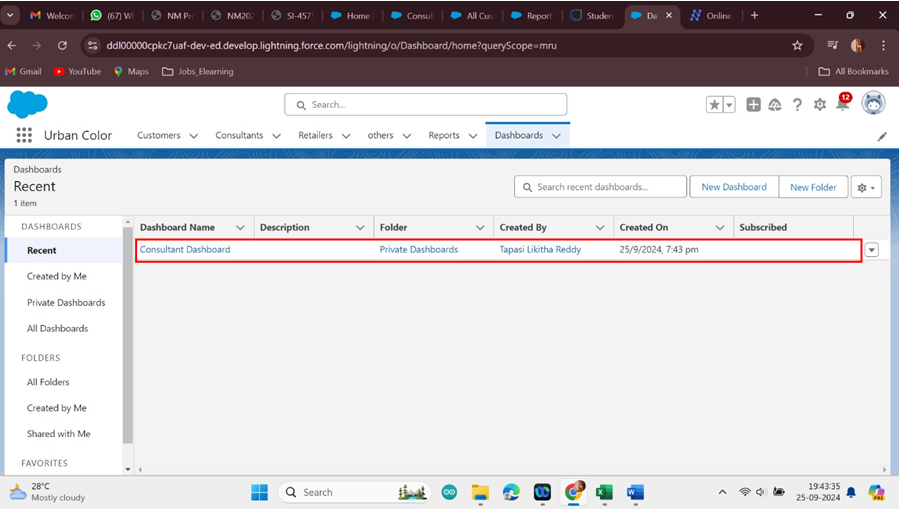 Welcom
(67) W
NM Pr
NM202
SI-457
Home
Consul
All Cus
Report
Studen
Da
Online
ddl00000cpkc7uaf-dev-ed.develop.lightning.force.com/lightning/o/Dashboard/home?queryScope=mru
Gmail YouTube Maps Jobs_Elearning All Bookmarks
Search... 12
Urban Color Customers Consultants Retailers others Reports Dashboards
Dashboards
Recent
1 item
Search recent dashboards... New Dashboard New Folder
DASHBOARDS
Recent
Created by Me
Private Dashboards
All Dashboards
FOLDERS
All Folders
Created by Me
Shared with Me
FAVORITES
Dashboard Name Description Folder Created By Created On Subscribed
Consultant Dashboard Private Dashboards Tapasi Likitha Reddy 25/9/2024, 7:43 pm
28°C
Mostly cloudy
Search
19:43:35
25-09-2024
PRE